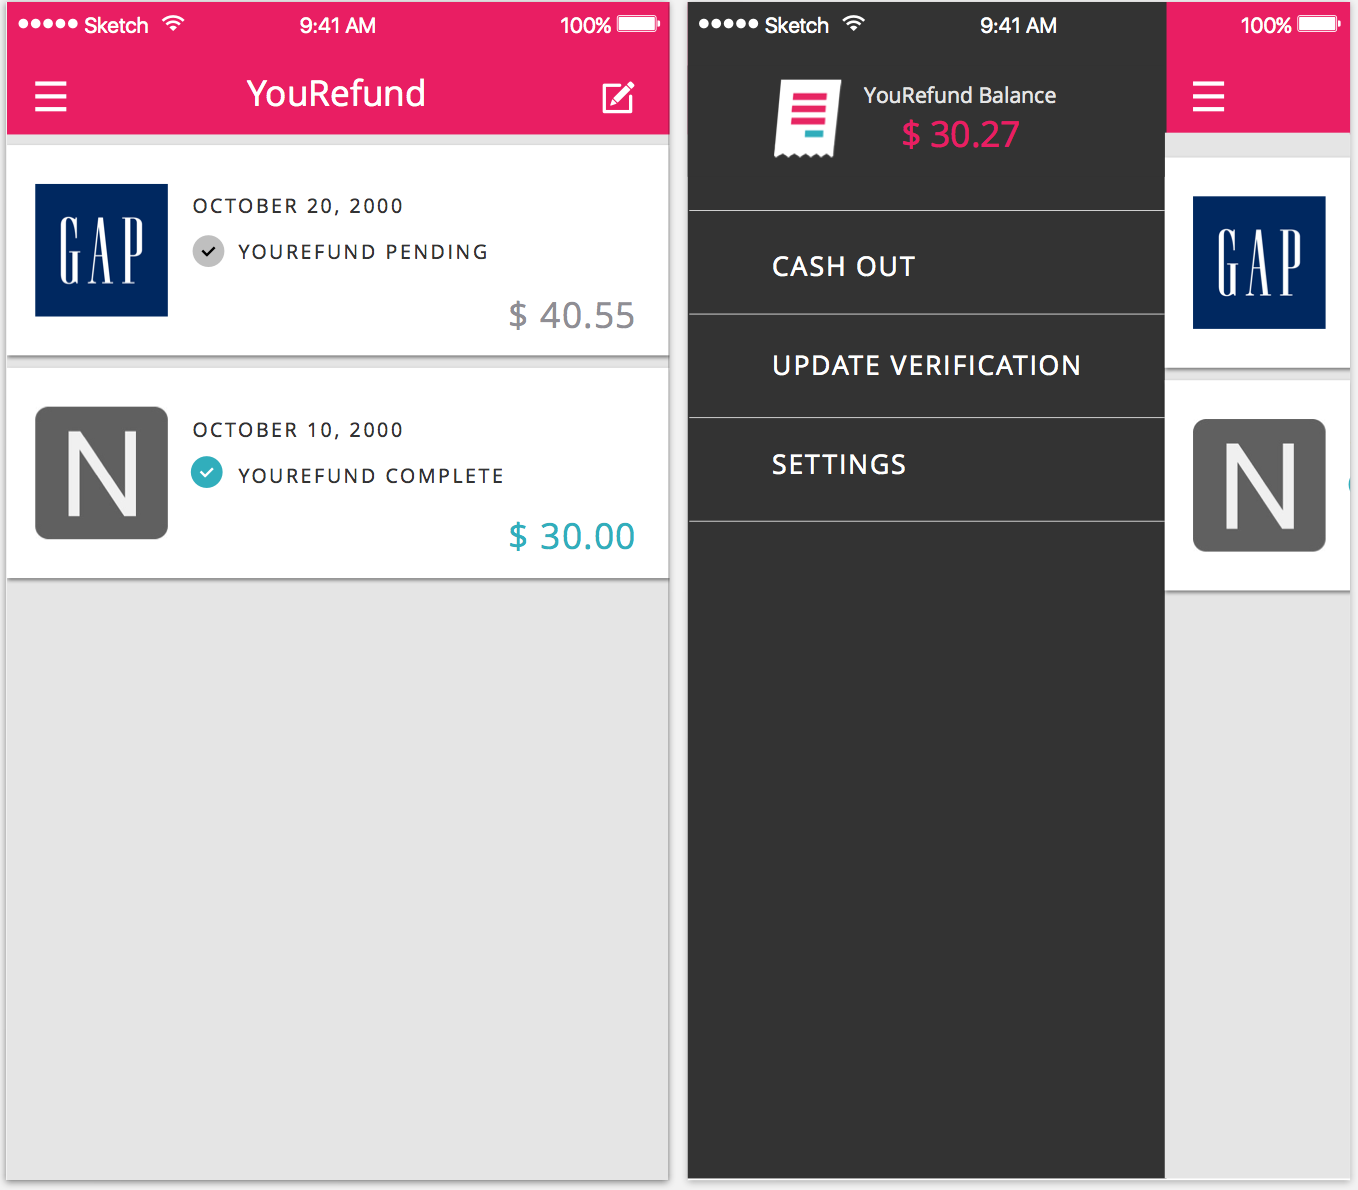 Sketch 9:41 AM 100%
YouRefund
GAP
OCTOBER 20, 2000
YOUREFUND PENDING
$ 40.55
N
OCTOBER 10, 2000
YOUREFUND COMPLETE
$ 30.00
Sketch 9:41 AM 100%
YouRefund Balance
$ 30.27
CASH OUT
UPDATE VERIFICATION
SETTINGS
GAP
N